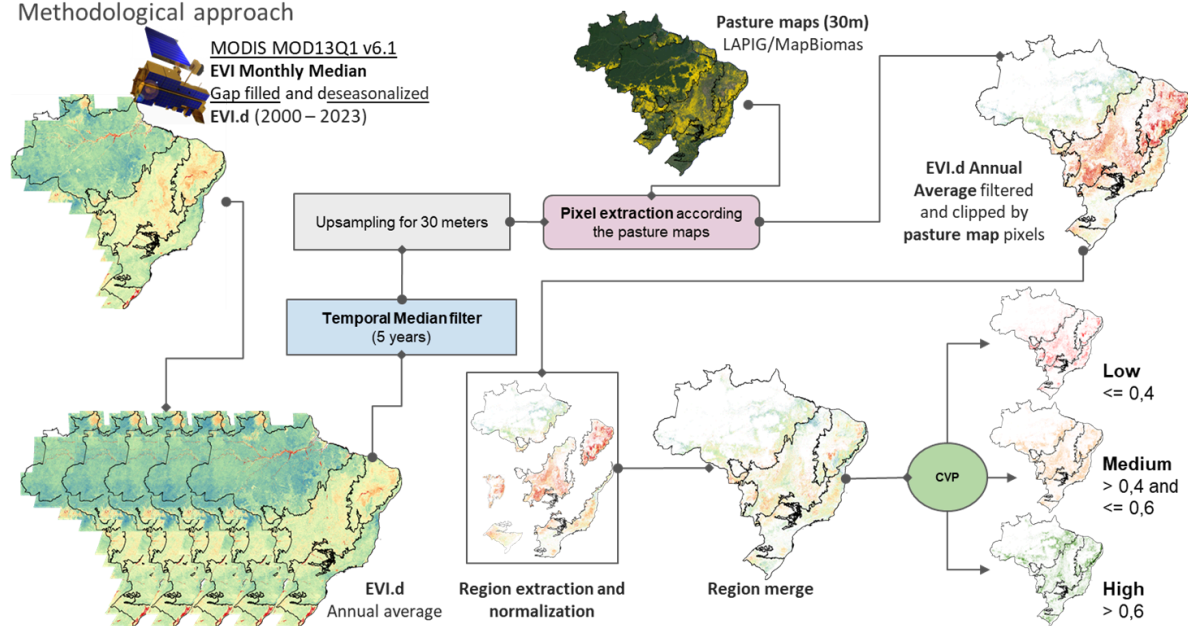 Methodological approach
MODIS MOD13Q1 v6.1
EVI Monthly Median
Gap filled and deseasonalized
EVI.d (2000 – 2023)
Pasture maps (30m)
LAPIG/MapBiomas
Upsampling for 30 meters
Pixel extraction according
the pasture maps
EVI.d Annual
Average filtered
and clipped by
pasture map pixels
Temporal Median filter
(5 years)
EVI.d
Annual average
Region extraction and
normalization
Region merge
CVP
Low
<= 0,4
Medium
> 0,4 and
<= 0,6
High
> 0,6